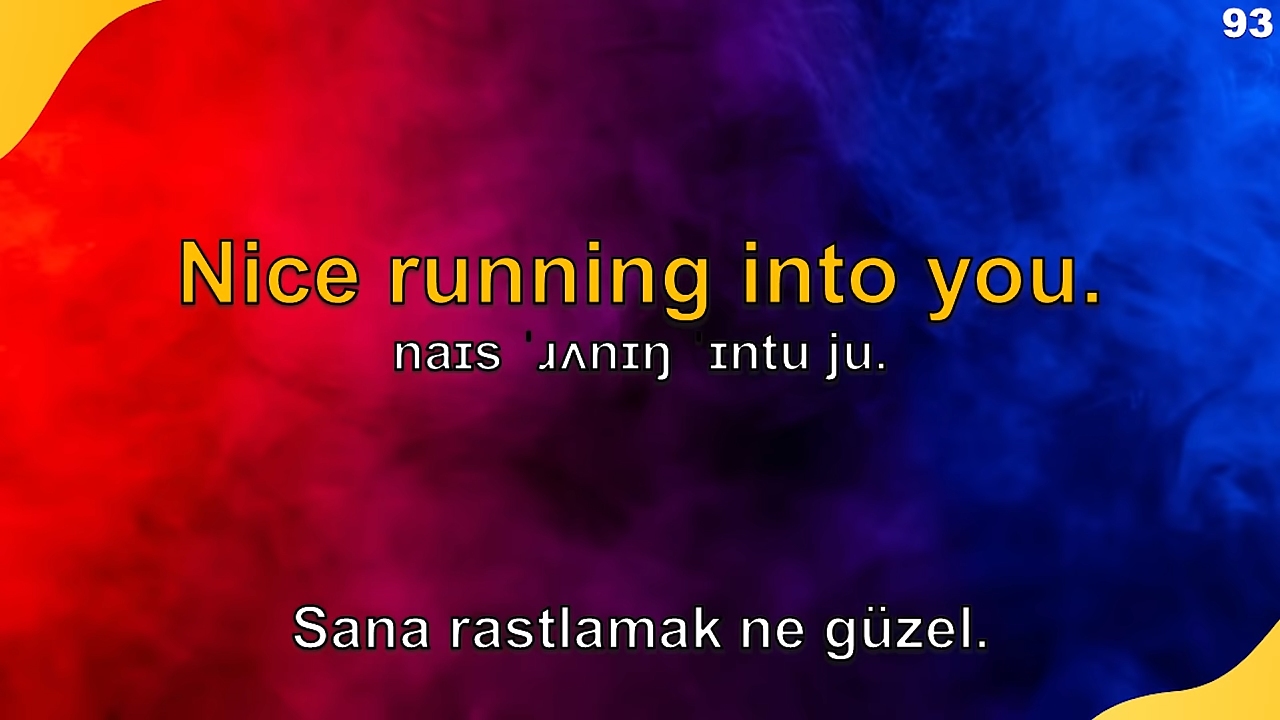 93
Nice running into you.
naɪs ˈɹʌnɪŋ ˈɪntu ju.
Sana rastlamak ne güzel.